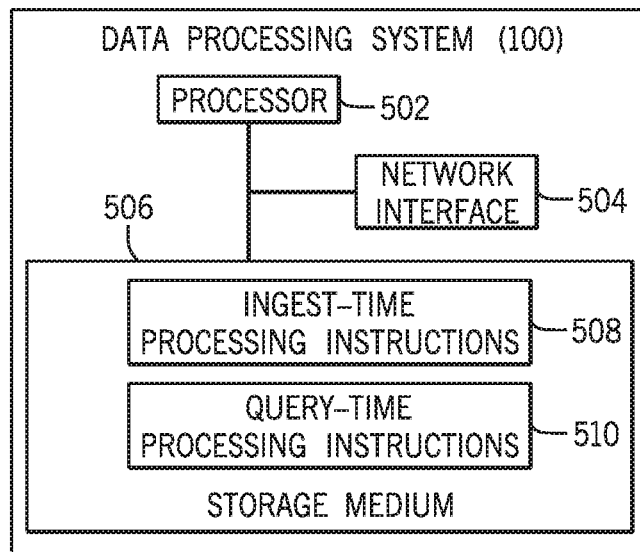 DATA PROCESSING SYSTEM (100)
PROCESSOR
502
NETWORK
INTERFACE
504
506
INGEST-TIME
PROCESSING INSTRUCTIONS
508
QUERY-TIME
PROCESSING INSTRUCTIONS
510
STORAGE MEDIUM